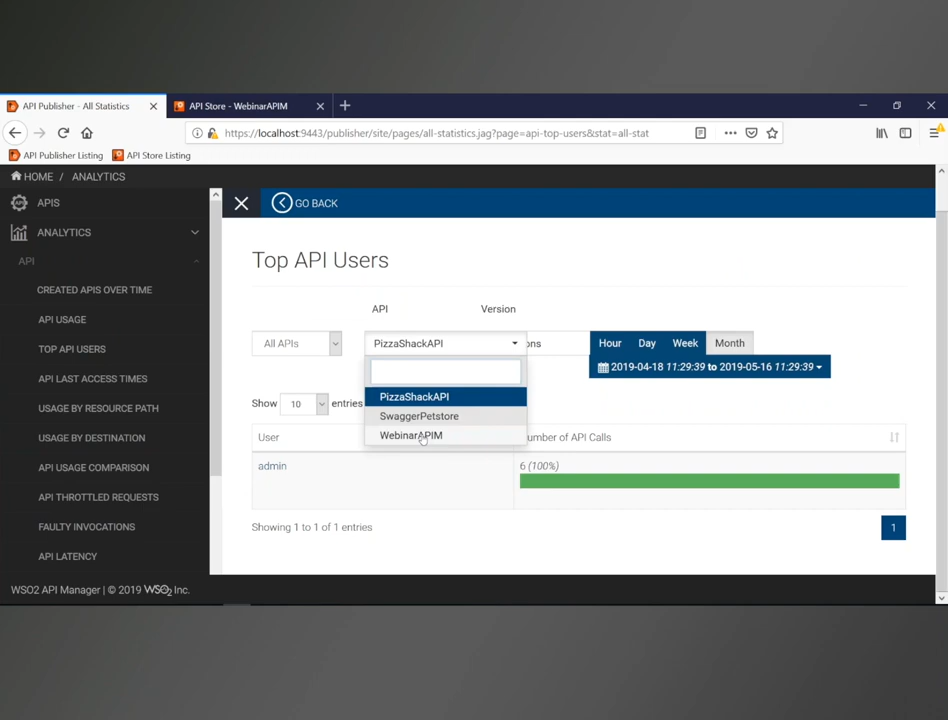 API Publisher - All Statistics
API Store - WebinarAPIM
https://localhost:9443/publisher/site/pages/all-statistics.jag?page=api-top-users&stat=all-stat
API Publisher Listing API Store Listing
HOME / ANALYTICS
APIS
ANALYTICS
API
CREATED APIS OVER TIME
API USAGE
TOP API USERS
API LAST ACCESS TIMES
USAGE BY RESOURCE PATH
USAGE BY DESTINATION
API USAGE COMPARISON
API THROTTLED REQUESTS
FAULTY INVOCATIONS
API LATENCY
GO BACK
Top API Users
API Version
All APIs PizzaShackAPI ons Hour Day Week Month
2019-04-18 11:29:39 to 2019-05-16 11:29:39
PizzaShackAPI
SwaggerPetstore
WebinarAPIM
Show 10 entries
User umber of API Calls
admin 6 (100%)
Showing 1 to 1 of 1 entries 1
WSO2 API Manager | © 2019 WSO2 Inc.